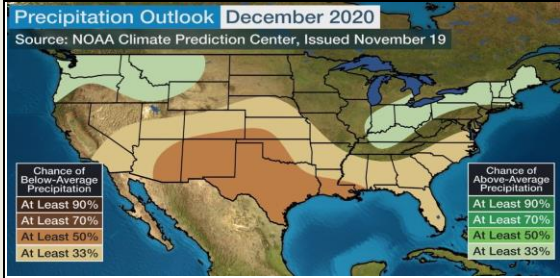 Precipitation Outlook December 2020
Source: NOAA Climate Prediction Center, Issued November 19
Chance of
Below-Average
Precipitation
At Least 90%
At Least 70%
At Least 50%
At Least 33%
Chance of
Above-Average
Precipitation
At Least 90%
At Least 70%
At Least 50%
At Least 33%